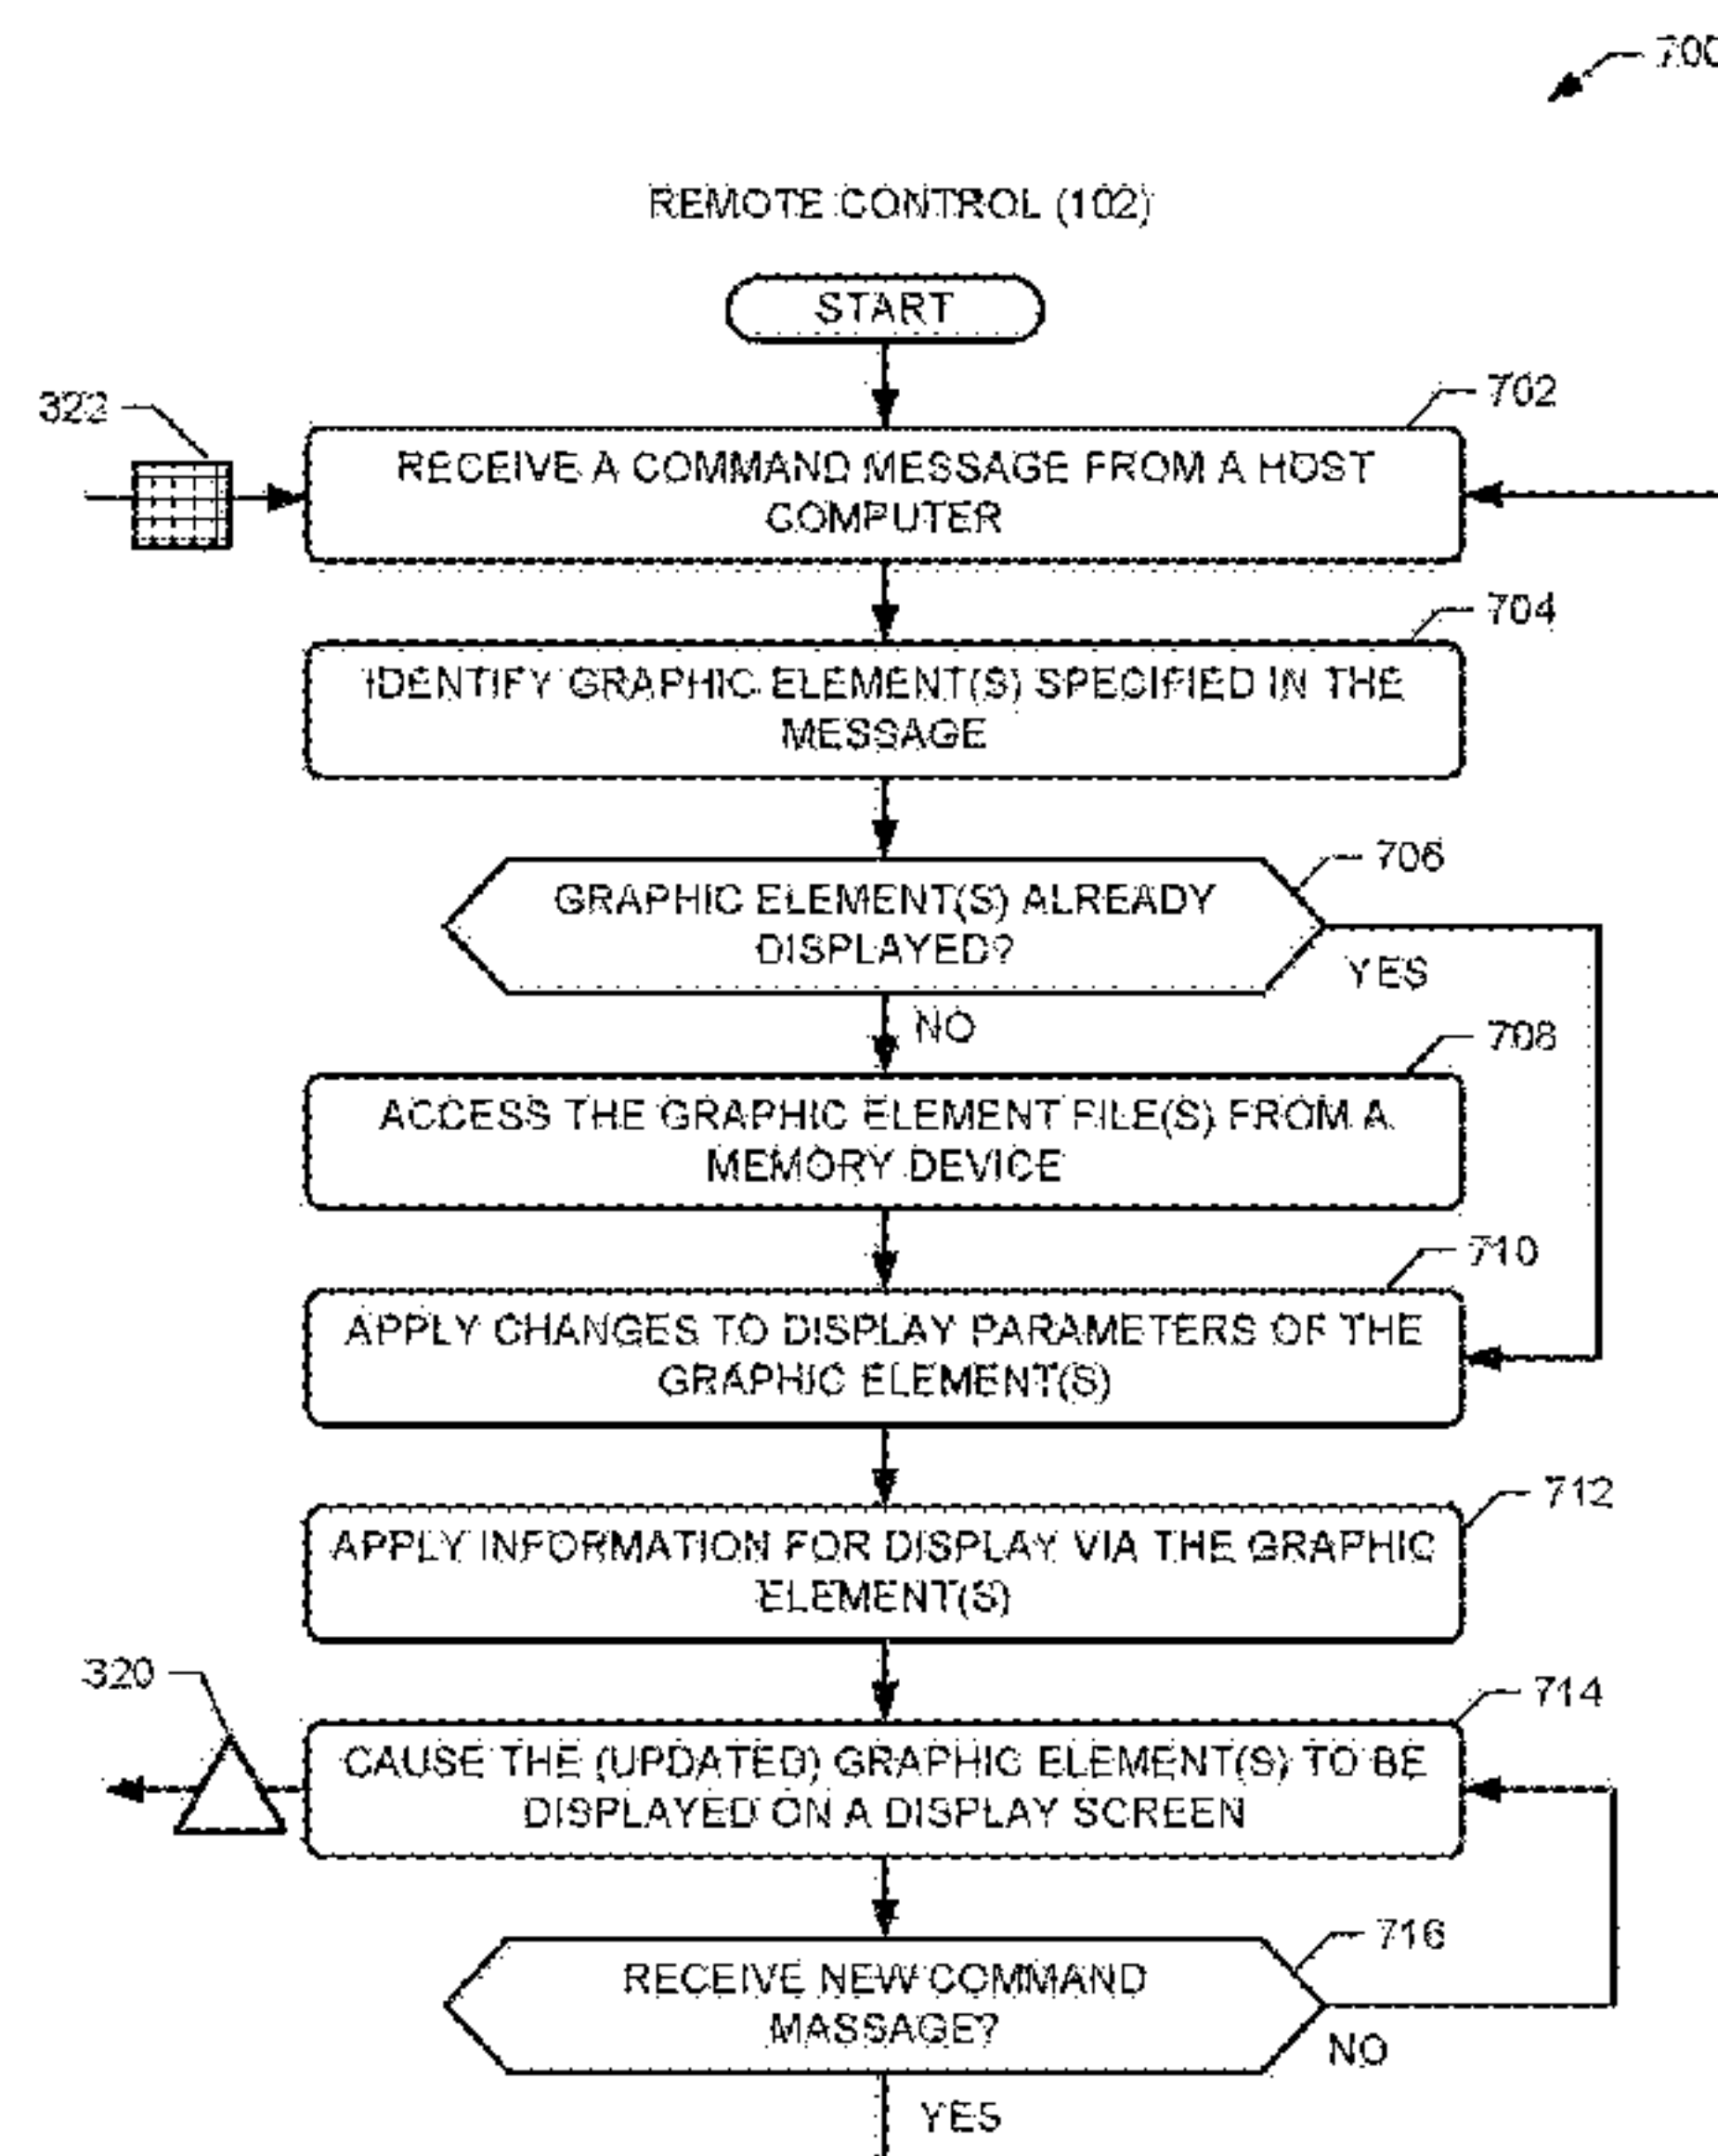 700
REMOTE CONTROL (102)
START
322
702
RECEIVE A COMMAND MESSAGE FROM A HOST
COMPUTER
704
IDENTIFY GRAPHIC ELEMENT(S) SPECIFIED IN THE
MESSAGE
706
GRAPHIC ELEMENT(S) ALREADY
DISPLAYED?
YES
NO
708
ACCESS THE GRAPHIC ELEMENT FILE(S) FROM A
MEMORY DEVICE
710
APPLY CHANGES TO DISPLAY PARAMETERS OF THE
GRAPHIC ELEMENT(S)
712
APPLY INFORMATION FOR DISPLAY VIA THE GRAPHIC
ELEMENT(S)
320
714
CAUSE THE (UPDATED) GRAPHIC ELEMENT(S) TO BE
DISPLAYED ON A DISPLAY SCREEN
716
RECEIVE NEW COMMAND
MASSAGE?
NO
YES